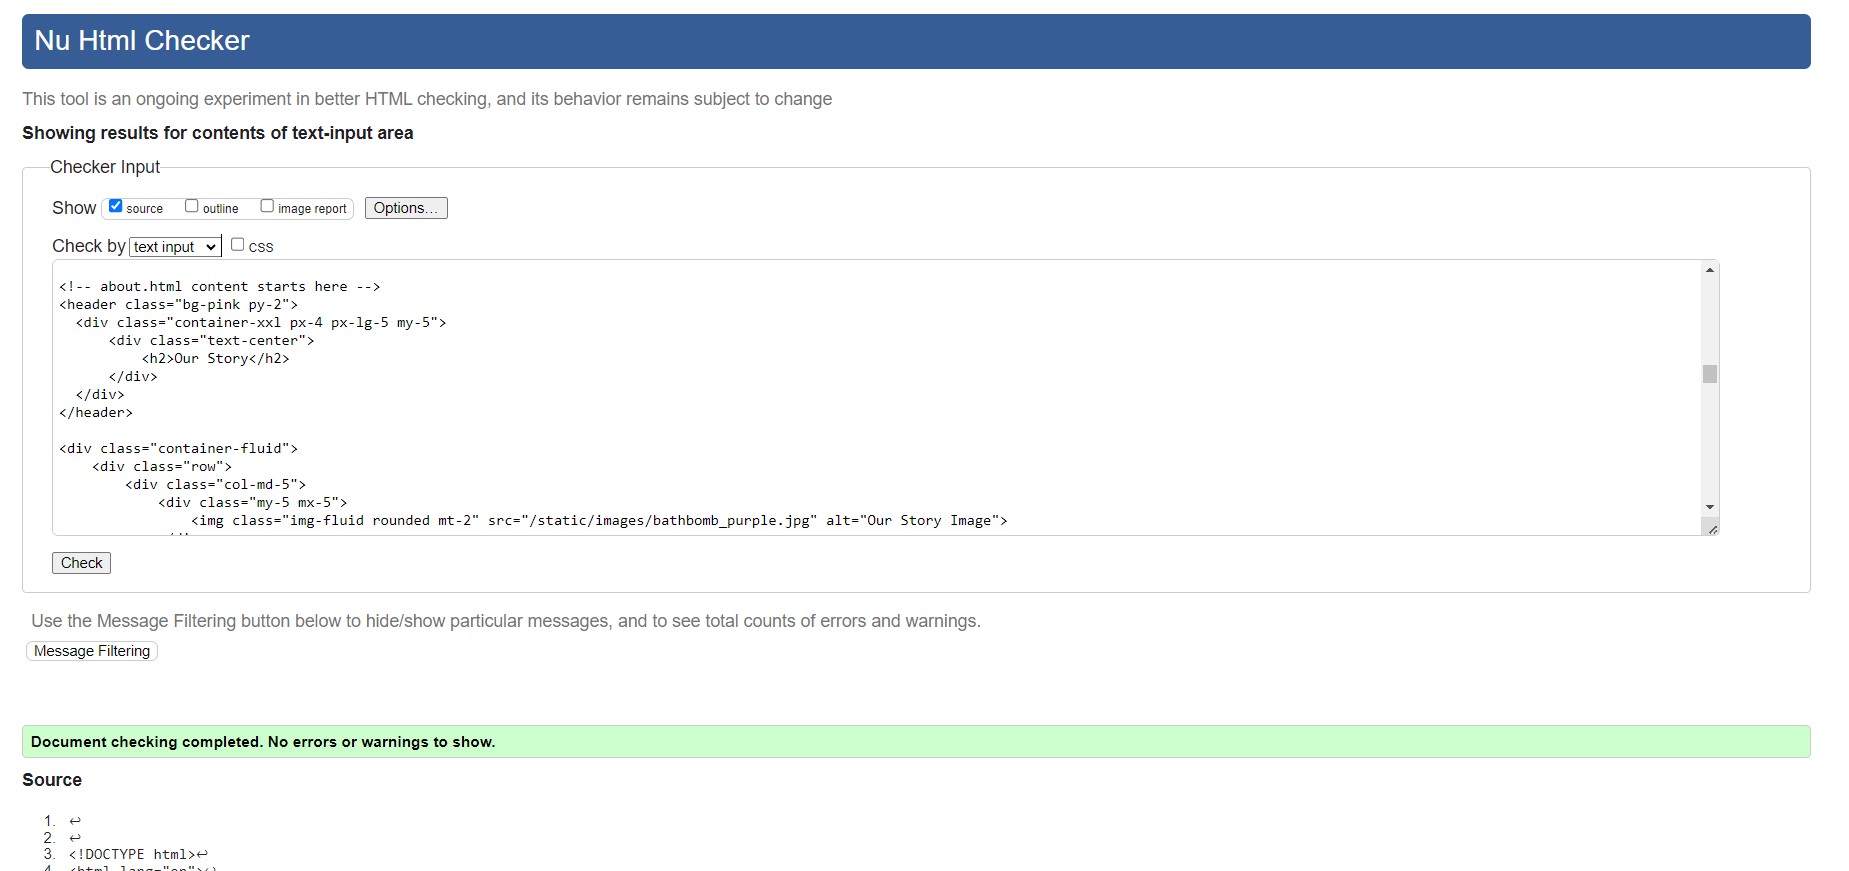 Nu Html Checker
This tool is an ongoing experiment in better HTML checking, and its behavior remains subject to change
Showing results for contents of text-input area
Checker Input
Show source outline image report Options...
Check by text input css
<!-- about.html content starts here -->
<header class="bg-pink py-2">
<div class="container-xxl px-4 px-lg-5 my-5">
<div class="text-center">
<h2>Our Story</h2>
</div>
</div>
</header>
<div class="container-fluid">
<div class="row">
<div class="col-md-5">
<div class="my-5 mx-5">
<img class="img-fluid rounded mt-2" src="/static/images/bathbomb_purple.jpg" alt="Our Story Image">
Check
Use the Message Filtering button below to hide/show particular messages, and to see total counts of errors and warnings.
Message Filtering
Document checking completed. No errors or warnings to show.
Source
1. ↩
2. ↩
3. <!DOCTYPE html>↩
4. <html lang="en">↩